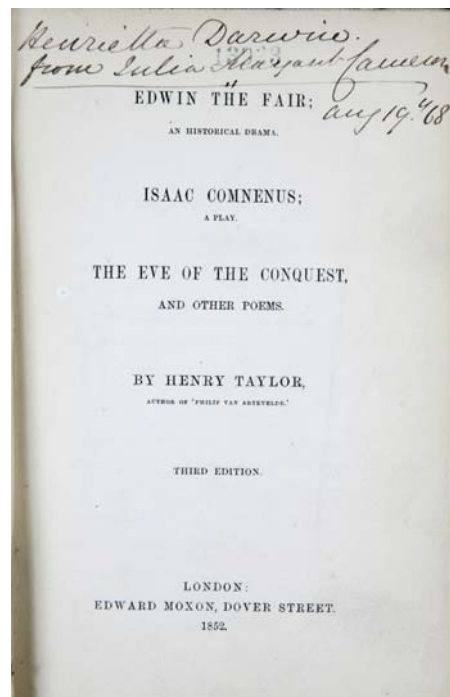 Henrietta Darwin.
from Julia Margaret Cameron
Aug 19th/68
EDWIN THE FAIR;
AN HISTORICAL DRAMA.
ISAAC COMNENUS;
A PLAY.
THE EVE OF THE CONQUEST,
AND OTHER POEMS.
BY HENRY TAYLOR,
AUTHOR OF 'PHILIP VAN ARTEVELDE.'
THIRD EDITION.
LONDON:
EDWARD MOXON, DOVER STREET.
1852.